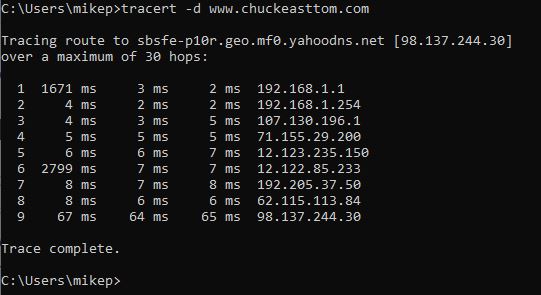 C:\Users\mikep>tracert -d www.chuckeasttom.com
Tracing route to sbsfe-p10r.geo.mf0.yahoodns.net [98.137.244.30]
over a maximum of 30 hops:
1 1671 ms 3 ms 2 ms 192.168.1.1
2 4 ms 2 ms 2 ms 192.168.1.254
3 4 ms 3 ms 5 ms 107.130.196.1
4 5 ms 5 ms 5 ms 71.155.29.200
5 6 ms 6 ms 7 ms 12.123.235.150
6 2799 ms 7 ms 7 ms 12.122.85.233
7 8 ms 7 ms 8 ms 192.205.37.50
8 8 ms 6 ms 6 ms 62.115.113.84
9 67 ms 64 ms 65 ms 98.137.244.30
Trace complete.
C:\Users\mikep>